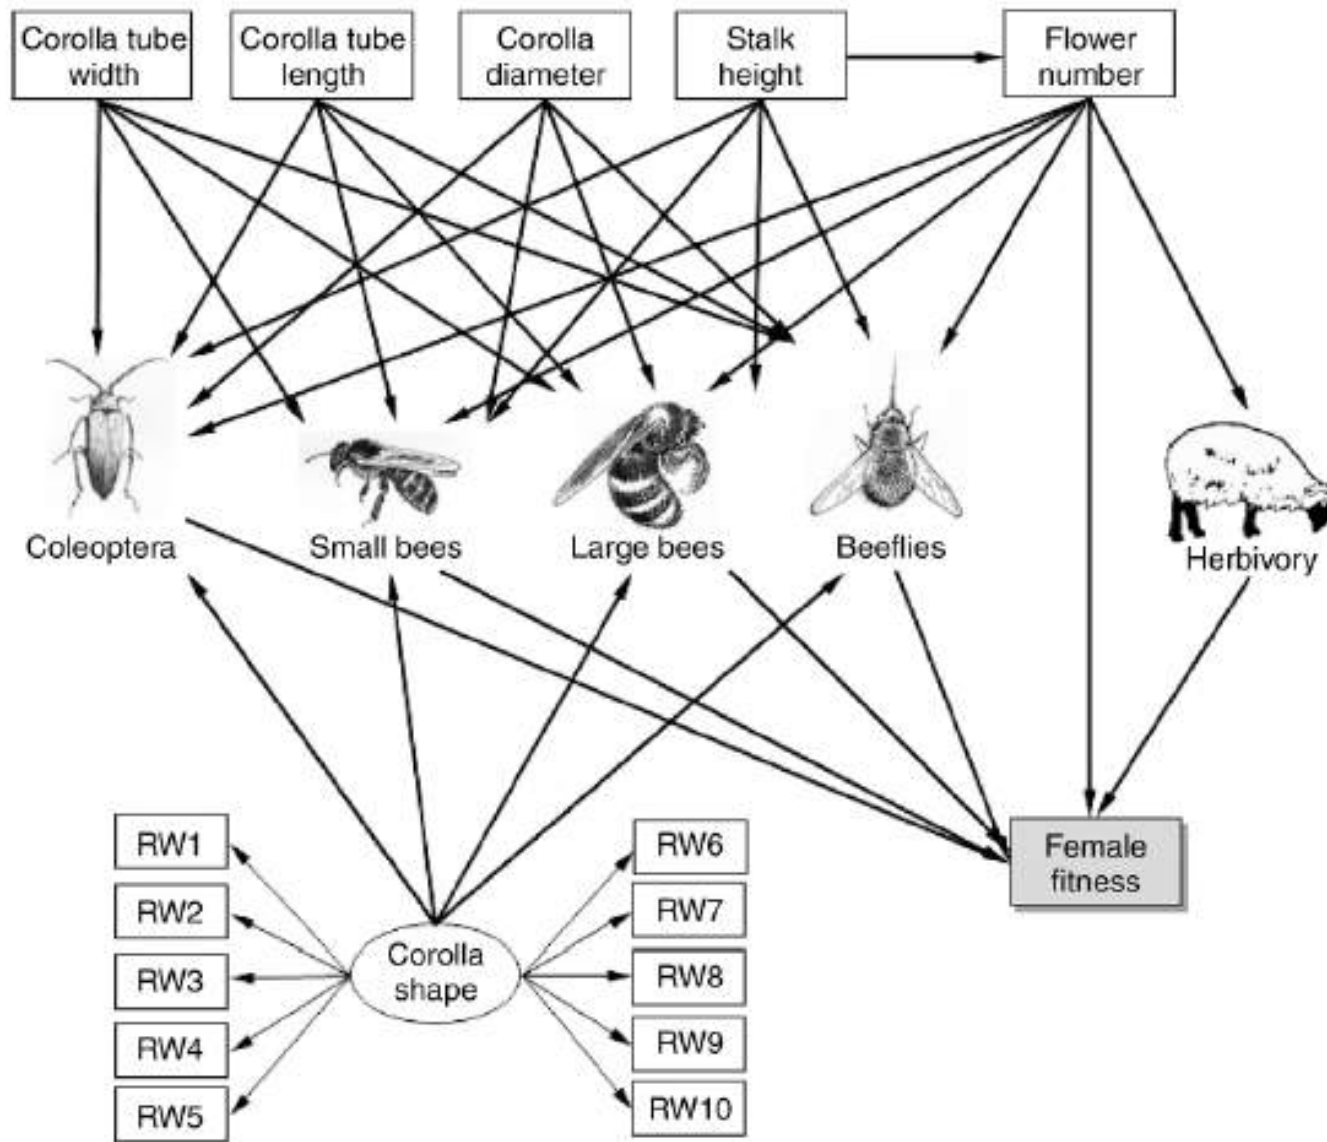 Corolla tube
width
Corolla tube
length
Corolla
diameter
Stalk
height
Flower
number
Coleoptera
Small bees
Large bees
Beeflies
Herbivory
RW1
RW2
RW3
RW4
RW5
Corolla
shape
RW6
RW7
RW8
RW9
RW10
Female
fitness